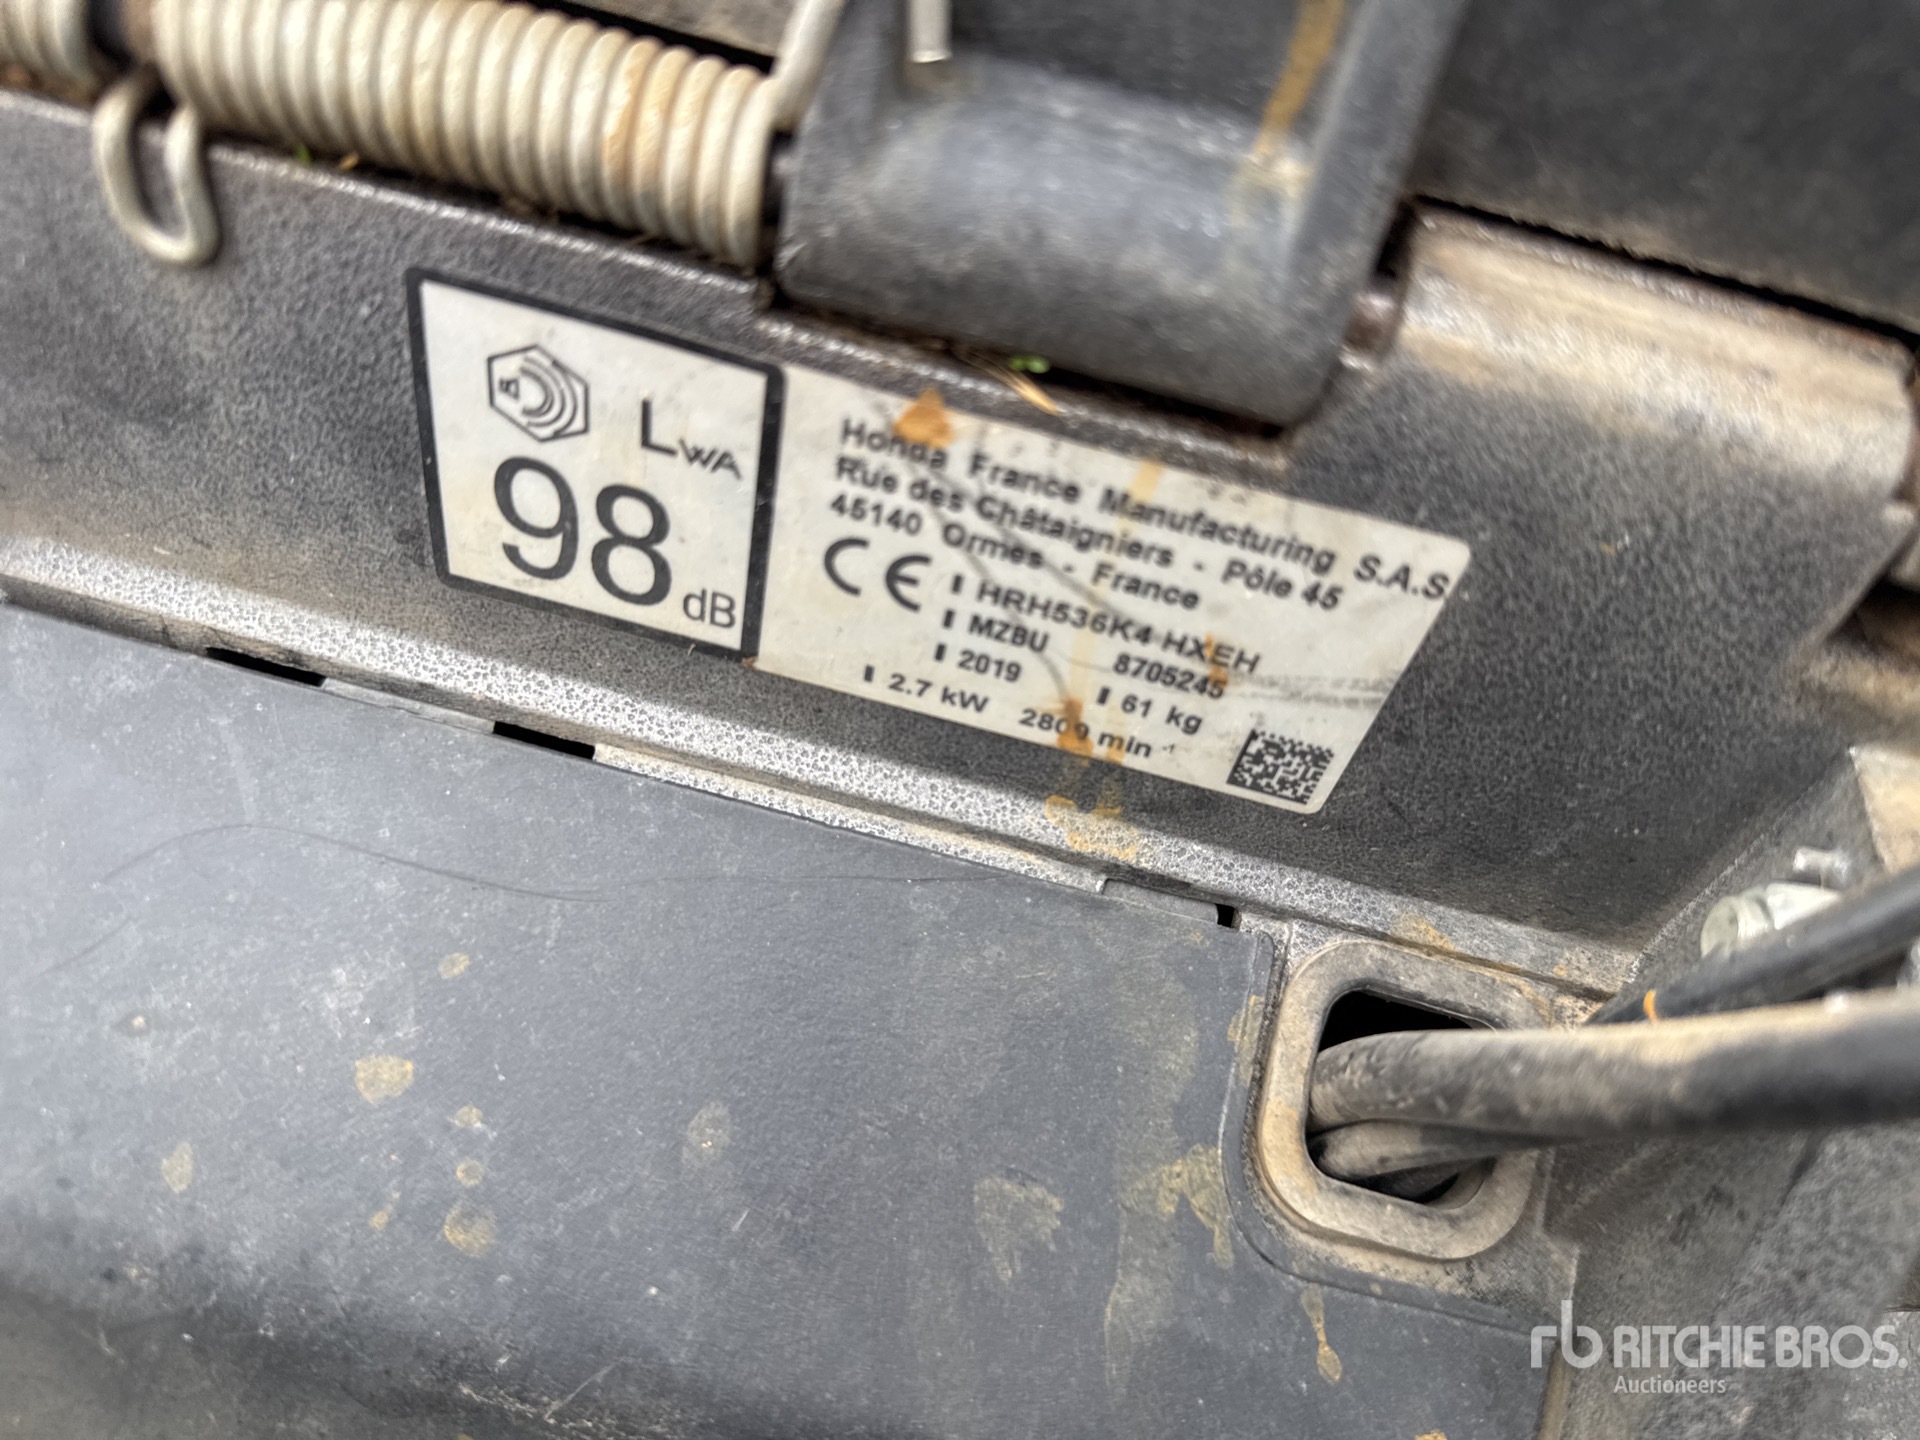 LWA
98 dB
Honda France Manufacturing S.A.S
Rue des Châtaigniers - Pôle 45
45140 Ormes - France
CE
HRH536K4 HXEH
MZBU 8705245
2019 61 kg
2.7 kW 2800 min -1
rb RITCHIE BROS.
Auctioneers